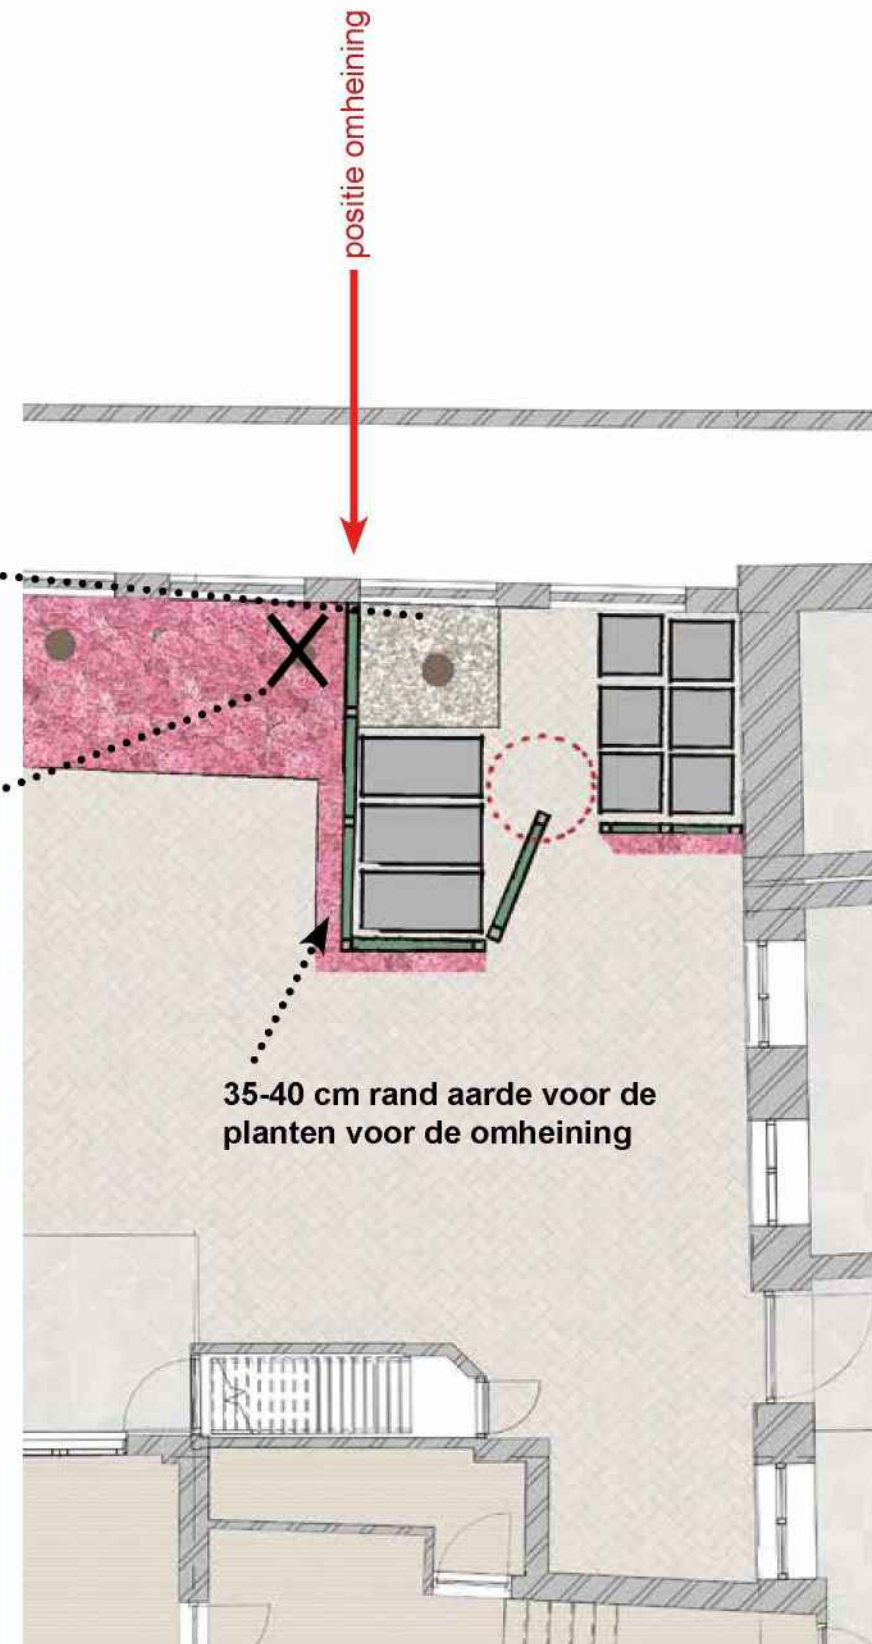 positie omheining
35-40 cm rand aarde voor de
planten voor de omheining